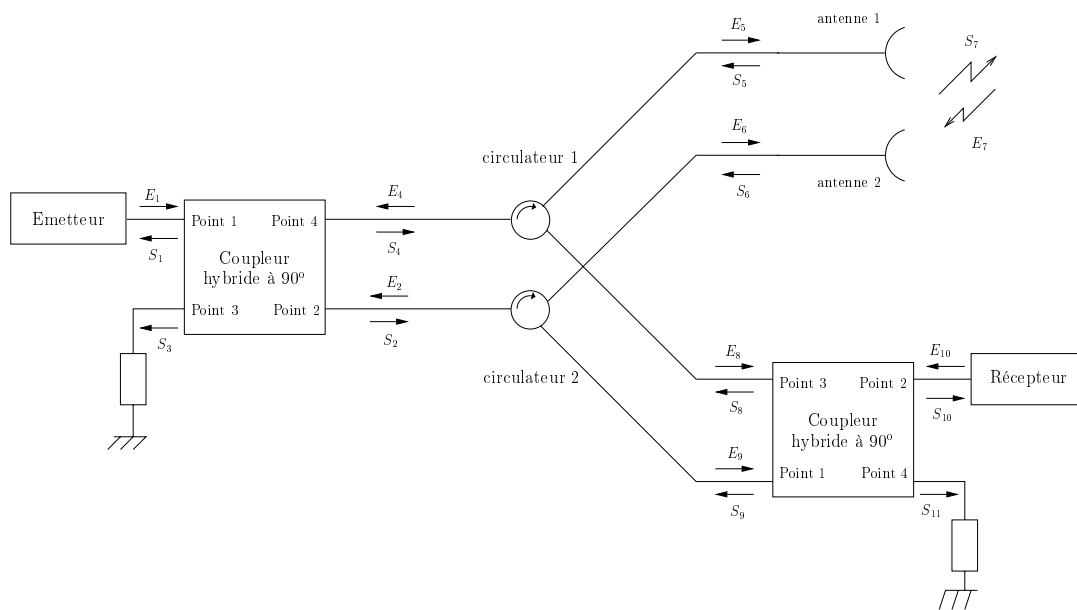 antenne 1
E5
S7
S5
E6
E7
circulateur 1
S6
antenne 2
E1
E4
Emetteur
Point 1
Point 4
S1
S4
Coupleur
hybride à 90°
E2
Point 3
Point 2
S3
S2
E8
E10
circulateur 2
Point 3
Point 2
Récepteur
S8
S10
Coupleur
hybride à 90°
E9
Point 1
Point 4
S9
S11